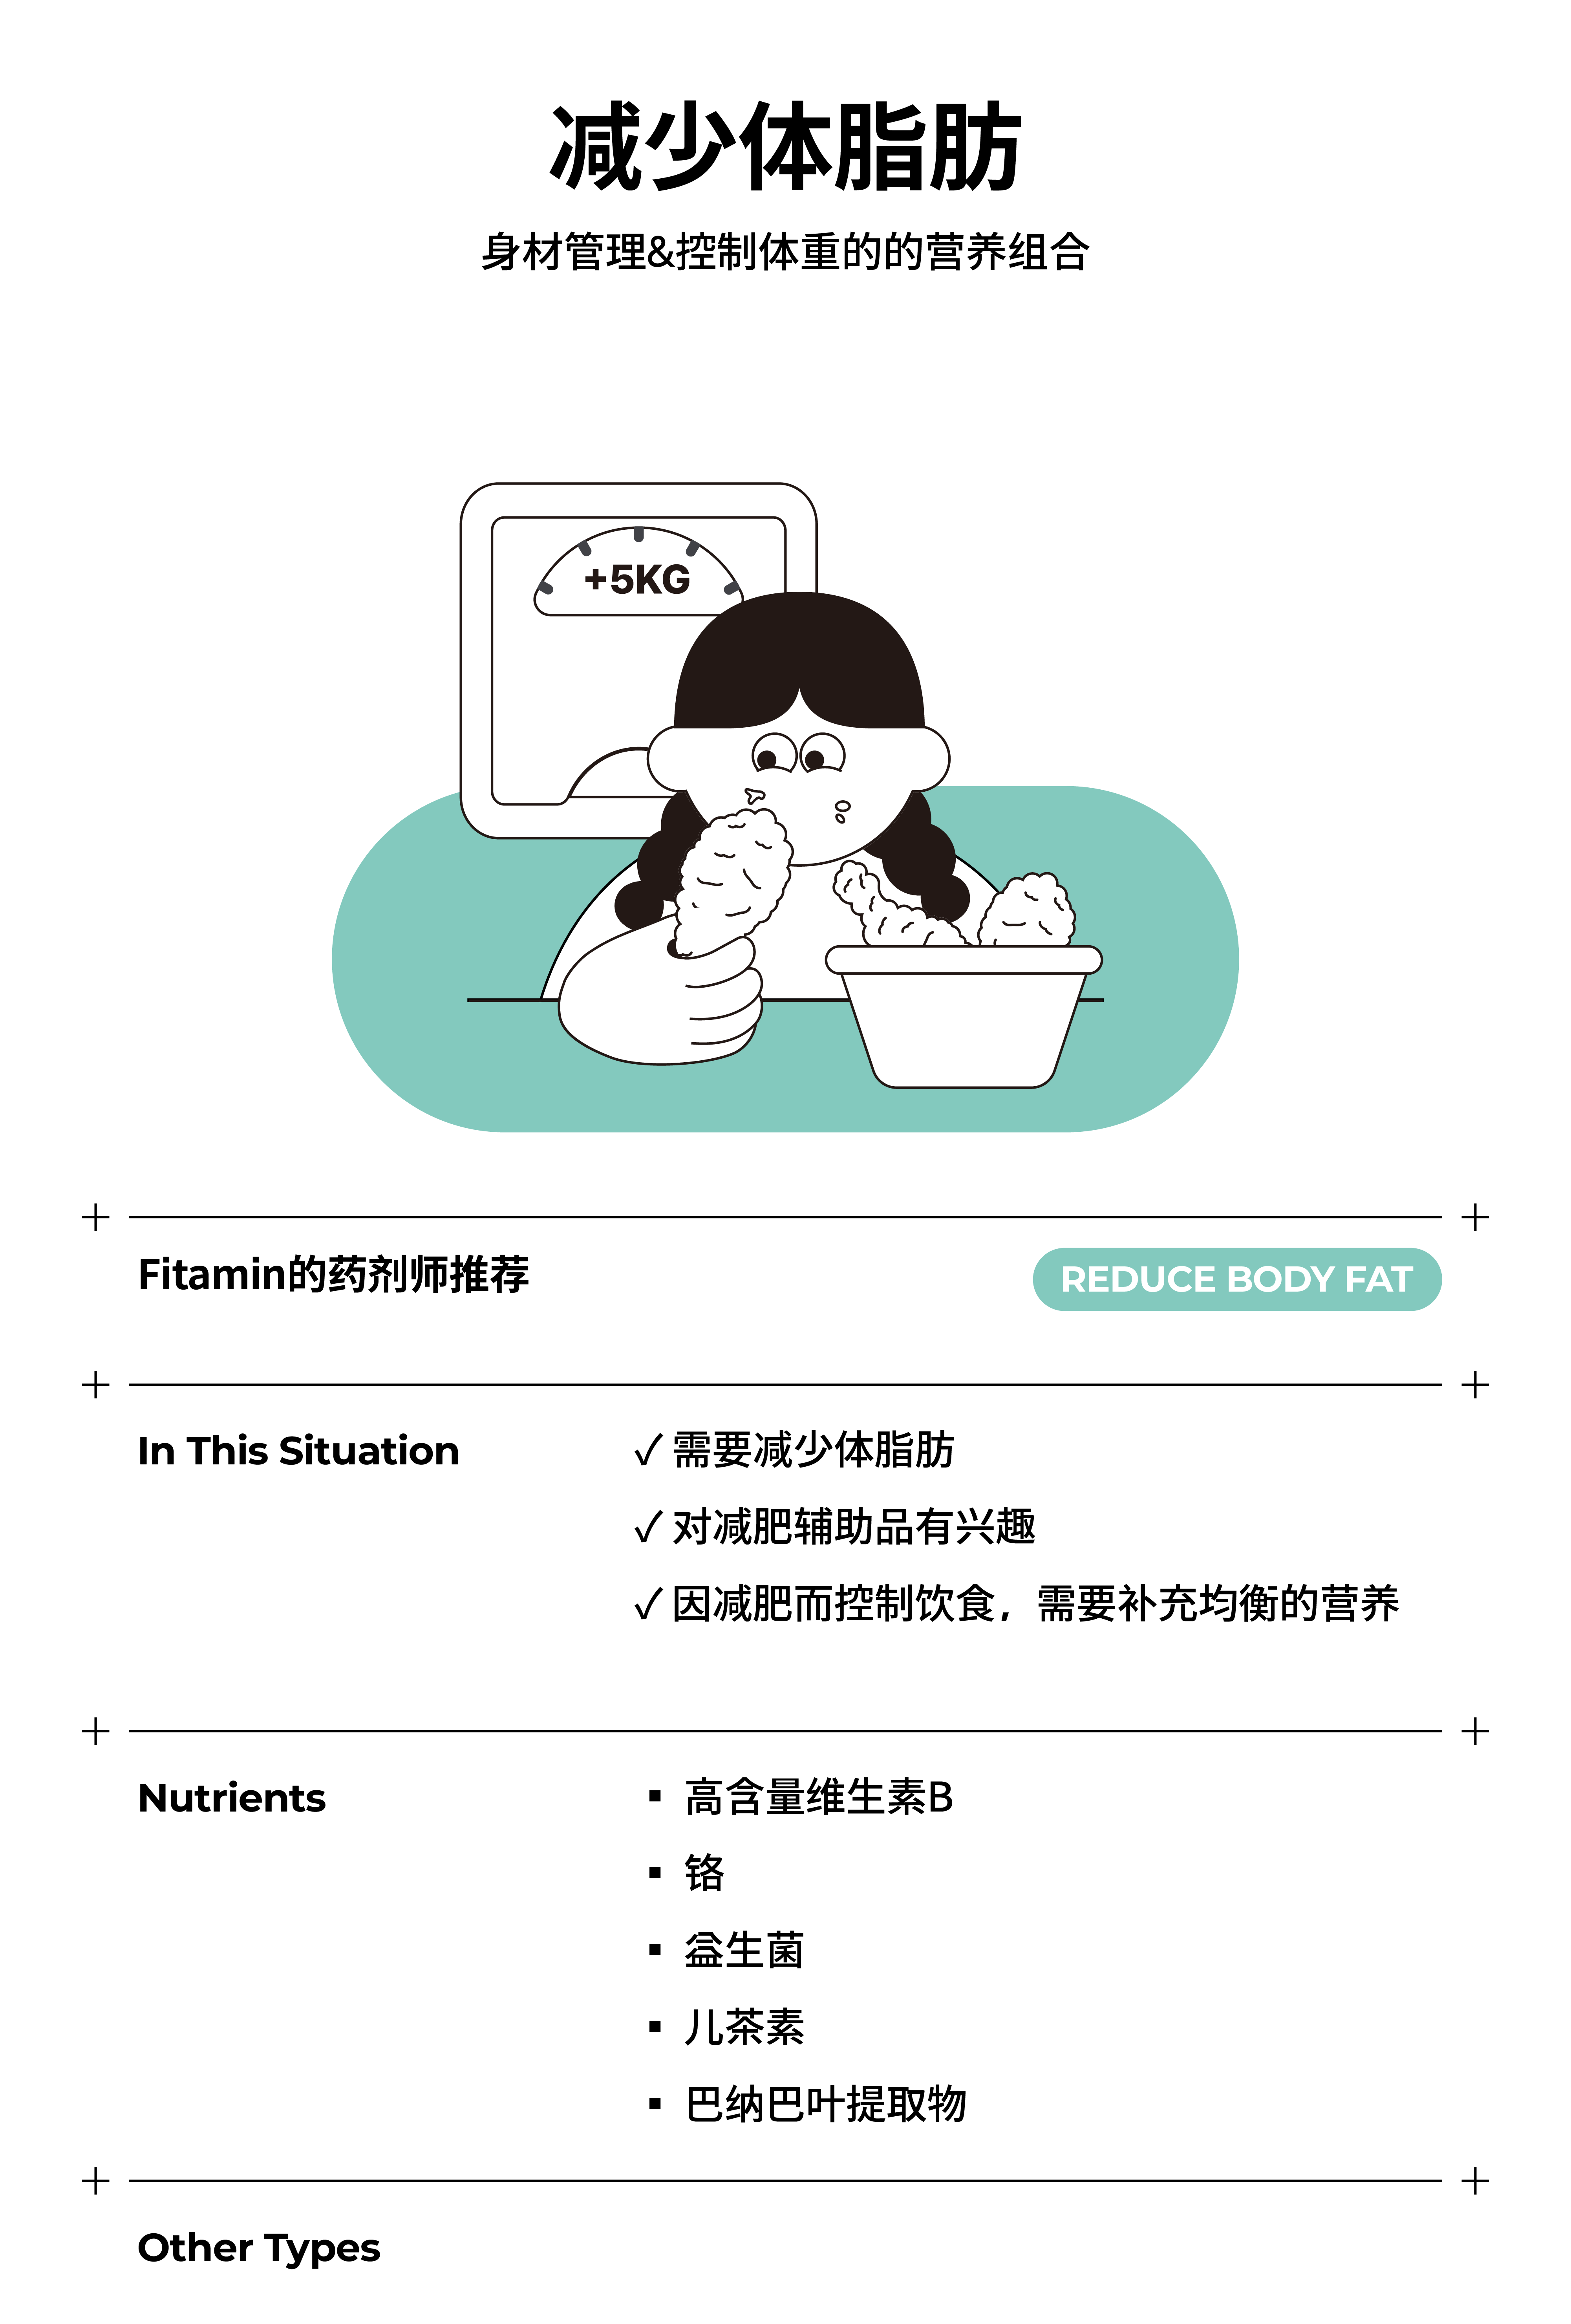 减少体脂肪
身材管理&控制体重的的营养组合
+5KG
Fitamin的药剂师推荐
REDUCE BODY FAT
In This Situation
✓ 需要减少体脂肪
✓ 对减肥辅助品有兴趣
✓ 因减肥而控制饮食，需要补充均衡的营养
Nutrients
▪ 高含量维生素B
▪ 铬
▪ 益生菌
▪ 儿茶素
▪ 巴纳巴叶提取物
Other Types